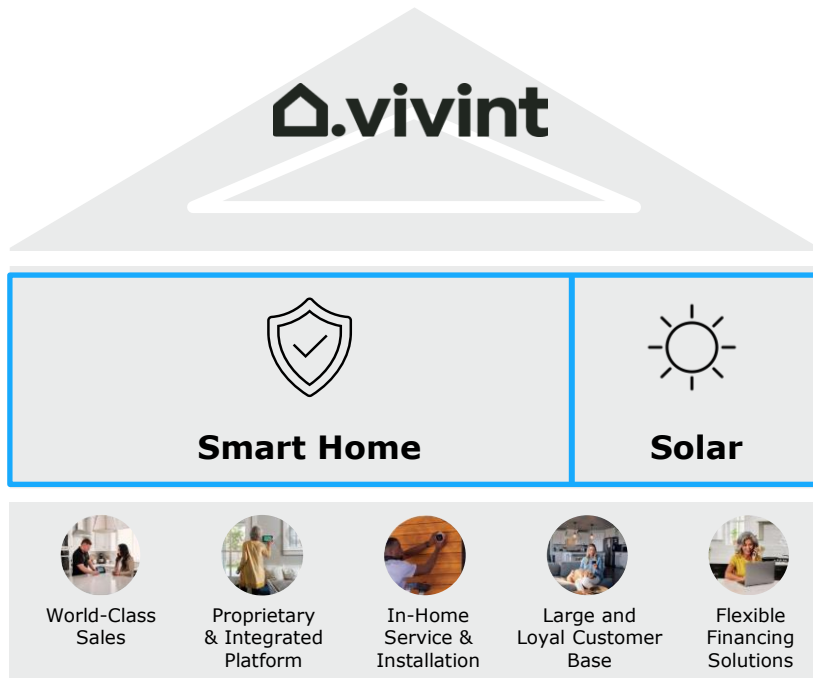 .vivint
Smart Home
Solar
World-Class
Sales
Proprietary
& Integrated
Platform
In-Home
Service &
Installation
Large and
Loyal Customer
Base
Flexible
Financing
Solutions